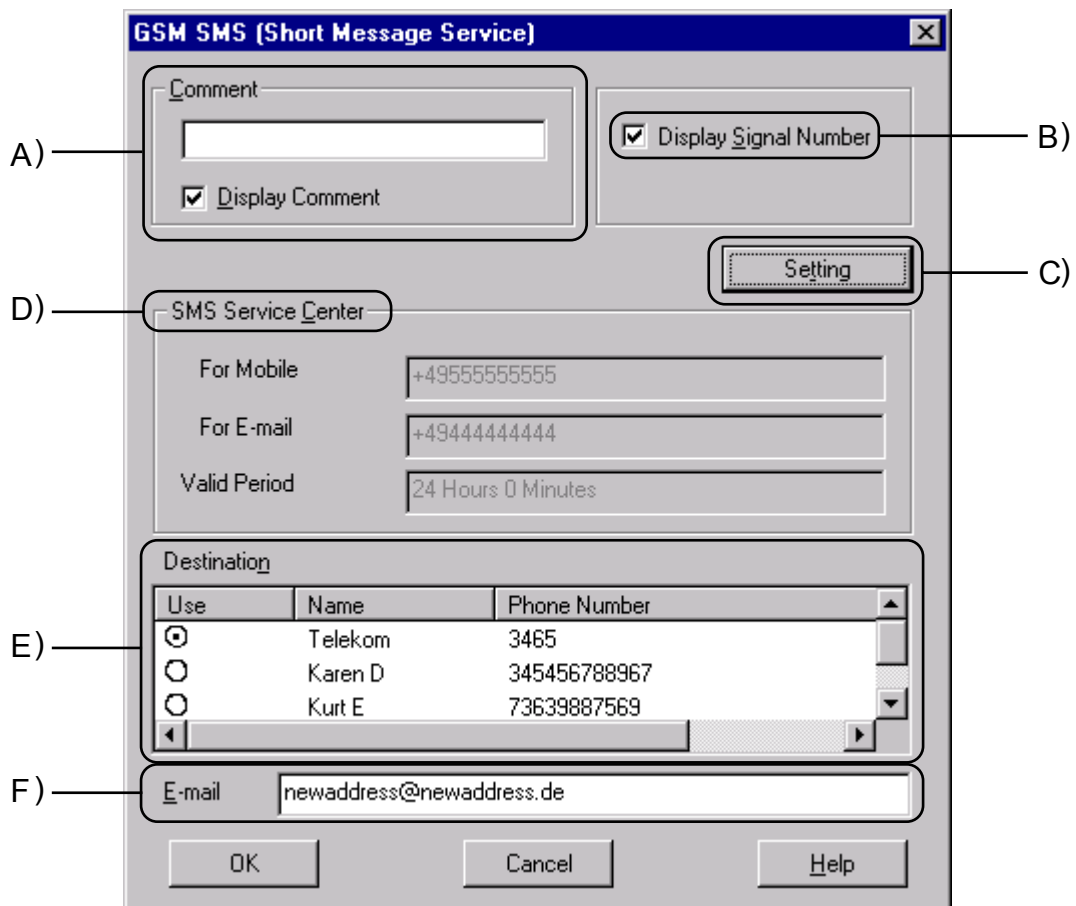 GSM SMS (Short Message Service)
Comment
A)
Display Signal Number
B)
Display Comment
Setting
C)
D)
SMS Service Center
For Mobile
+49555555555
For E-mail
+49444444444
Valid Period
24 Hours 0 Minutes
Destination
Use Name Phone Number
E)
Telekom 3465
Karen D 345456788967
Kurt E 73639887569
F)
E-mail newaddress@newaddress.de
OK Cancel Help